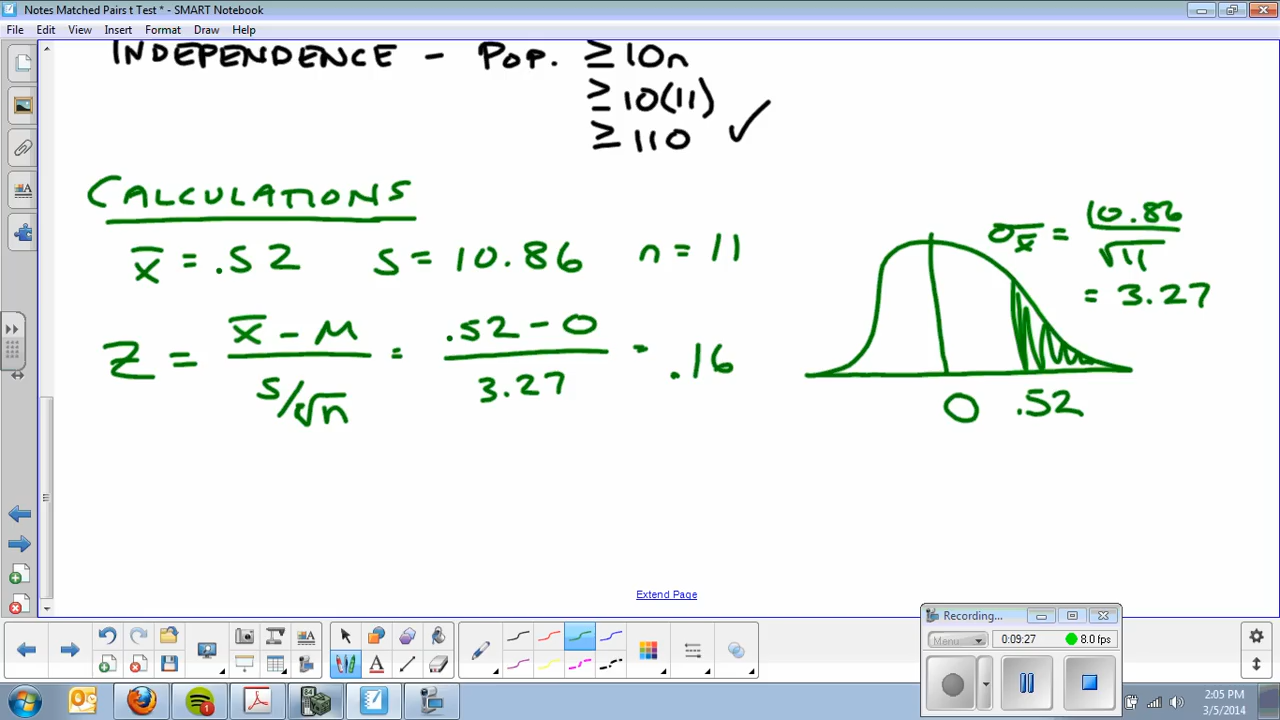 Notes Matched Pairs t Test * - SMART Notebook
File Edit View Insert Format Draw Help
INDEPENDENCE - POP. ≥ 10n
≥ 10(11)
≥ 110 ✓
CALCULATIONS
x̄ = .52 s = 10.86 n = 11
Z = (x̄ - μ) / (s/√n) = (.52 - 0) / 3.27 = .16
σx̄ = 10.86 / √11
= 3.27
0 .52
Extend Page
Recording...
Menu
00:09:27
8.0 fps
2:05 PM
3/5/2014